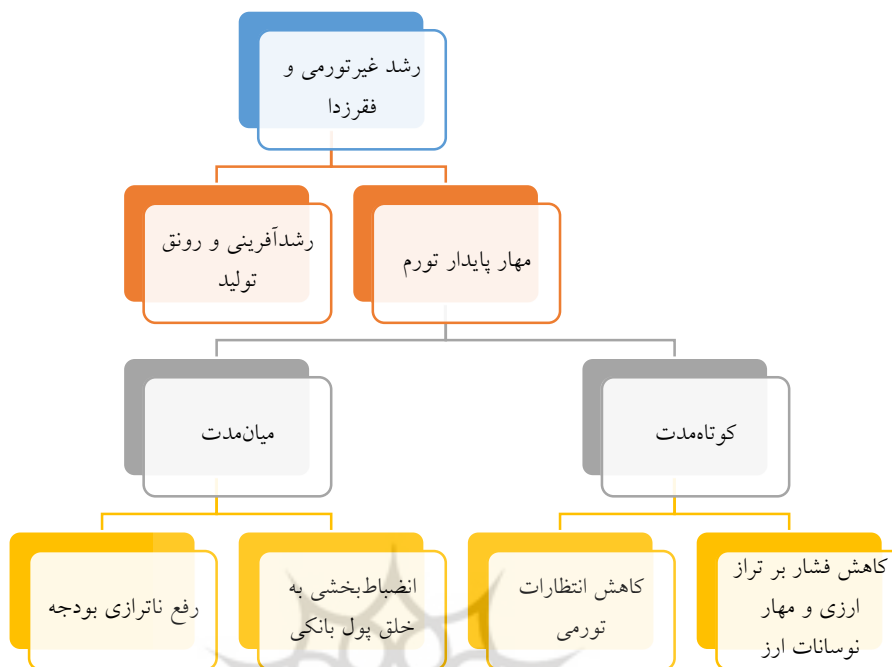 رشد غیرتورمی و
فقرزدا
مهار پایدار تورم
رشدآفرینی و رونق
تولید
کوتاه‌مدت
میان‌مدت
کاهش فشار بر تراز
ارزی و مهار
نوسانات ارز
کاهش انتظارات
تورمی
انضباط‌بخشی به
خلق پول بانکی
رفع ناترازی بودجه